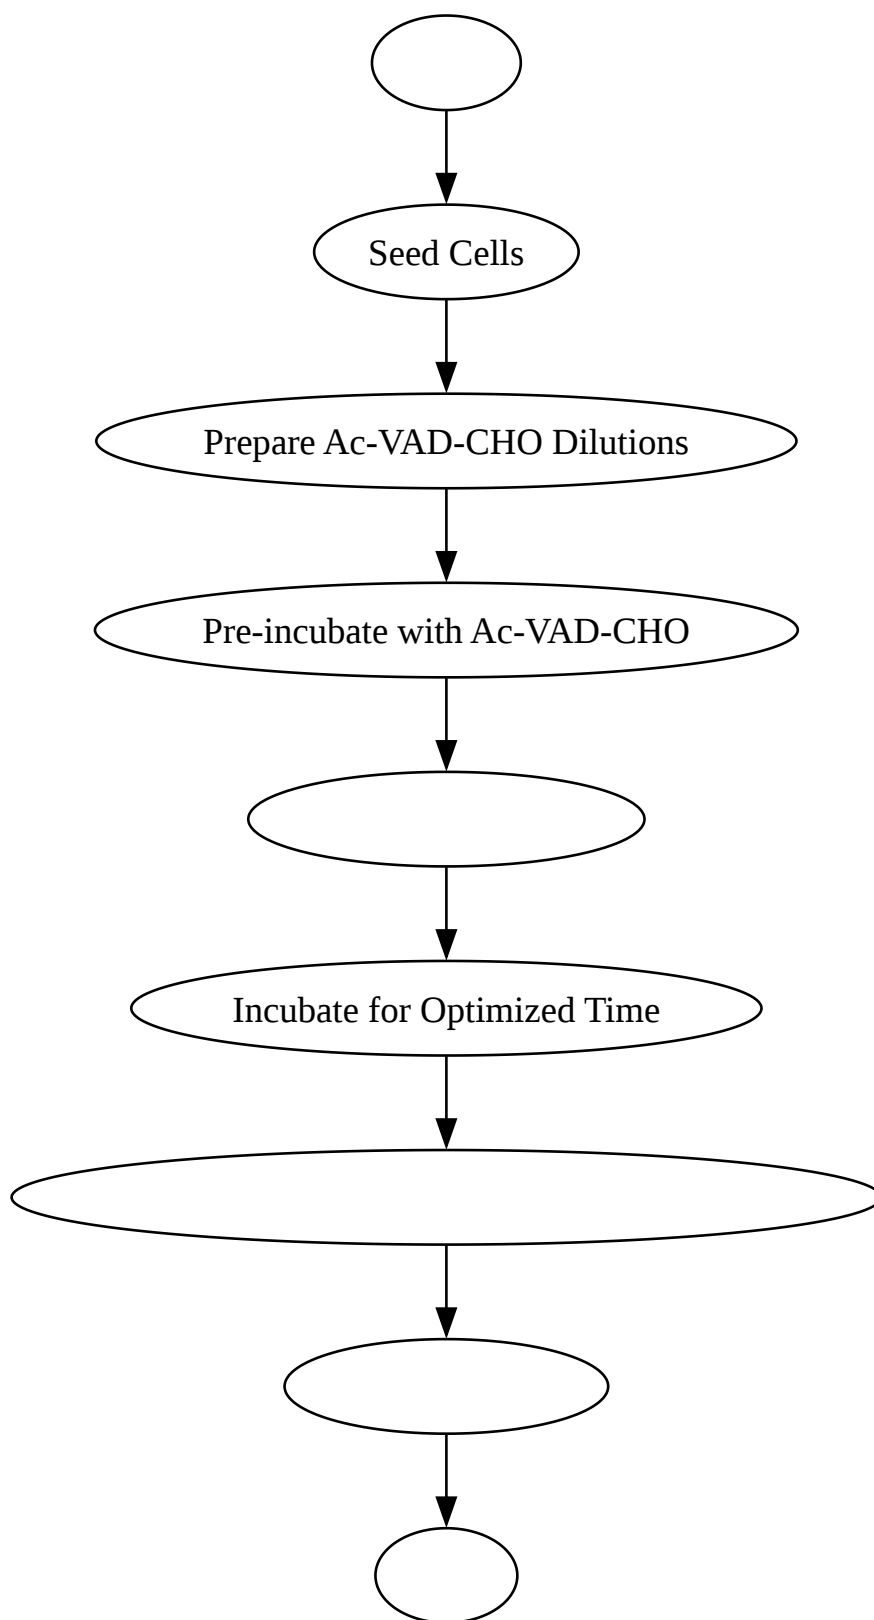 Seed Cells
Prepare Ac-VAD-CHO Dilutions
Pre-incubate with Ac-VAD-CHO
Incubate for Optimized Time